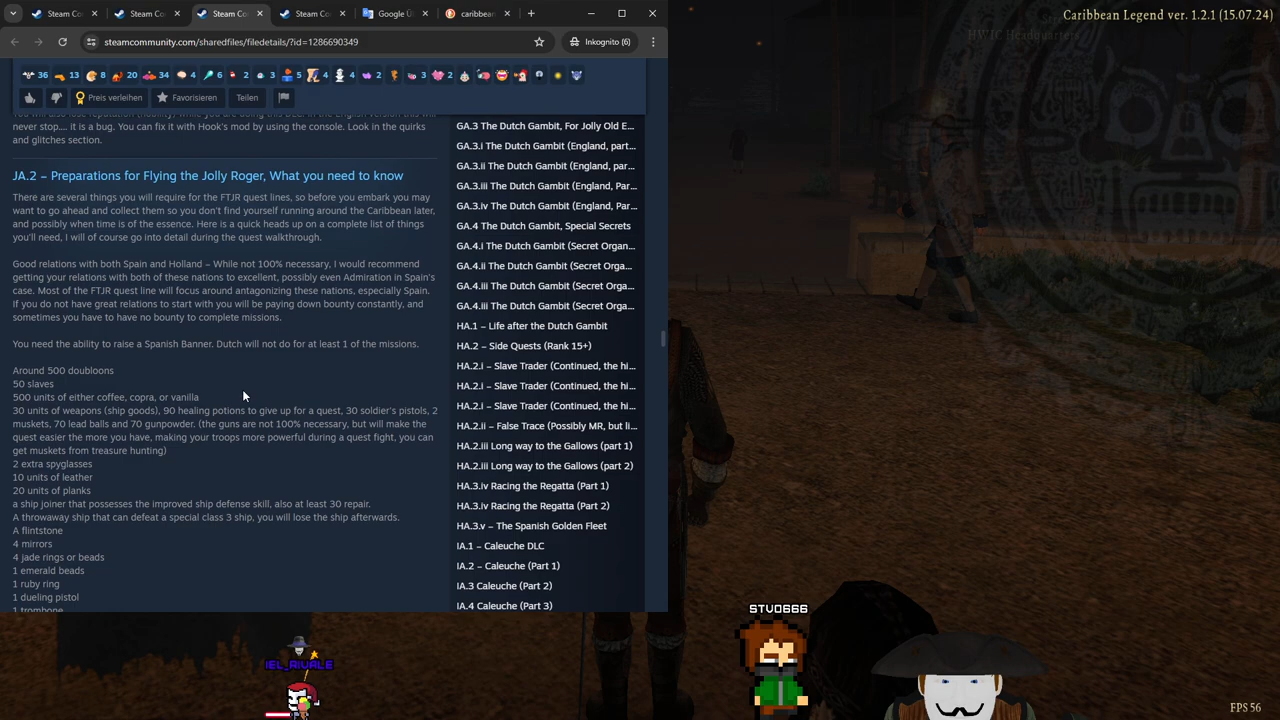 Steam Co
Steam Co
Steam Co
Steam Co
Google Ü
caribbean
steamcommunity.com/sharedfiles/filedetails/?id=1286690349
Inkognito (6)
Caribbean Legend ver. 1.2.1 (15.07.24)
HWIC Headquarters
36 13 8 20 34 4 6 2 3 5 4 4 2 3 2
Preis verleihen
Favorisieren
Teilen
never stop.... it is a bug. You can fix it with Hook's mod by using the console. Look in the quirks
and glitches section.
JA.2 – Preparations for Flying the Jolly Roger, What you need to know
There are several things you will require for the FTJR quest lines, so before you embark you may
want to go ahead and collect them so you don't find yourself running around the Caribbean later,
and possibly when time is of the essence. Here is a quick heads up on a complete list of things
you'll need, I will of course go into detail during the quest walkthrough.
Good relations with both Spain and Holland – While not 100% necessary, I would recommend
getting your relations with both of these nations to excellent, possibly even Admiration in Spain's
case. Most of the FTJR quest line will focus around antagonizing these nations, especially Spain.
If you do not have great relations to start with you will be paying down bounty constantly, and
sometimes you have to have no bounty to complete missions.
You need the ability to raise a Spanish Banner. Dutch will not do for at least 1 of the missions.
Around 500 doubloons
50 slaves
500 units of either coffee, copra, or vanilla
30 units of weapons (ship goods), 90 healing potions to give up for a quest, 30 soldier's pistols, 2
muskets, 70 lead balls and 70 gunpowder. (the guns are not 100% necessary, but will make the
quest easier the more you have, making your troops more powerful during a quest fight, you can
get muskets from treasure hunting)
2 extra spyglasses
10 units of leather
20 units of planks
a ship joiner that possesses the improved ship defense skill, also at least 30 repair.
A throwaway ship that can defeat a special class 3 ship, you will lose the ship afterwards.
A flintstone
4 mirrors
4 jade rings or beads
1 emerald beads
1 ruby ring
1 dueling pistol
1 trombone
GA.3 The Dutch Gambit, For Jolly Old E...
GA.3.i The Dutch Gambit (England, part...
GA.3.ii The Dutch Gambit (England, par...
GA.3.iii The Dutch Gambit (England, Par...
GA.3.iv The Dutch Gambit (England, Par...
GA.4 The Dutch Gambit, Special Secrets
GA.4.i The Dutch Gambit (Secret Organ...
GA.4.ii The Dutch Gambit (Secret Orga...
GA.4.iii The Dutch Gambit (Secret Orga...
GA.4.iii The Dutch Gambit (Secret Orga...
HA.1 – Life after the Dutch Gambit
HA.2 – Side Quests (Rank 15+)
HA.2.i – Slave Trader (Continued, the hi...
HA.2.i – Slave Trader (Continued, the hi...
HA.2.i – Slave Trader (Continued, the hi...
HA.2.ii – False Trace (Possibly MR, but li...
HA.2.iii Long way to the Gallows (part 1)
HA.2.iii Long way to the Gallows (part 2)
HA.3.iv Racing the Regatta (Part 1)
HA.3.iv Racing the Regatta (Part 2)
HA.3.v – The Spanish Golden Fleet
IA.1 – Caleuche DLC
IA.2 – Caleuche (Part 1)
IA.3 Caleuche (Part 2)
IA.4 Caleuche (Part 3)
STVO666
IEL_RIVALE
FPS 56